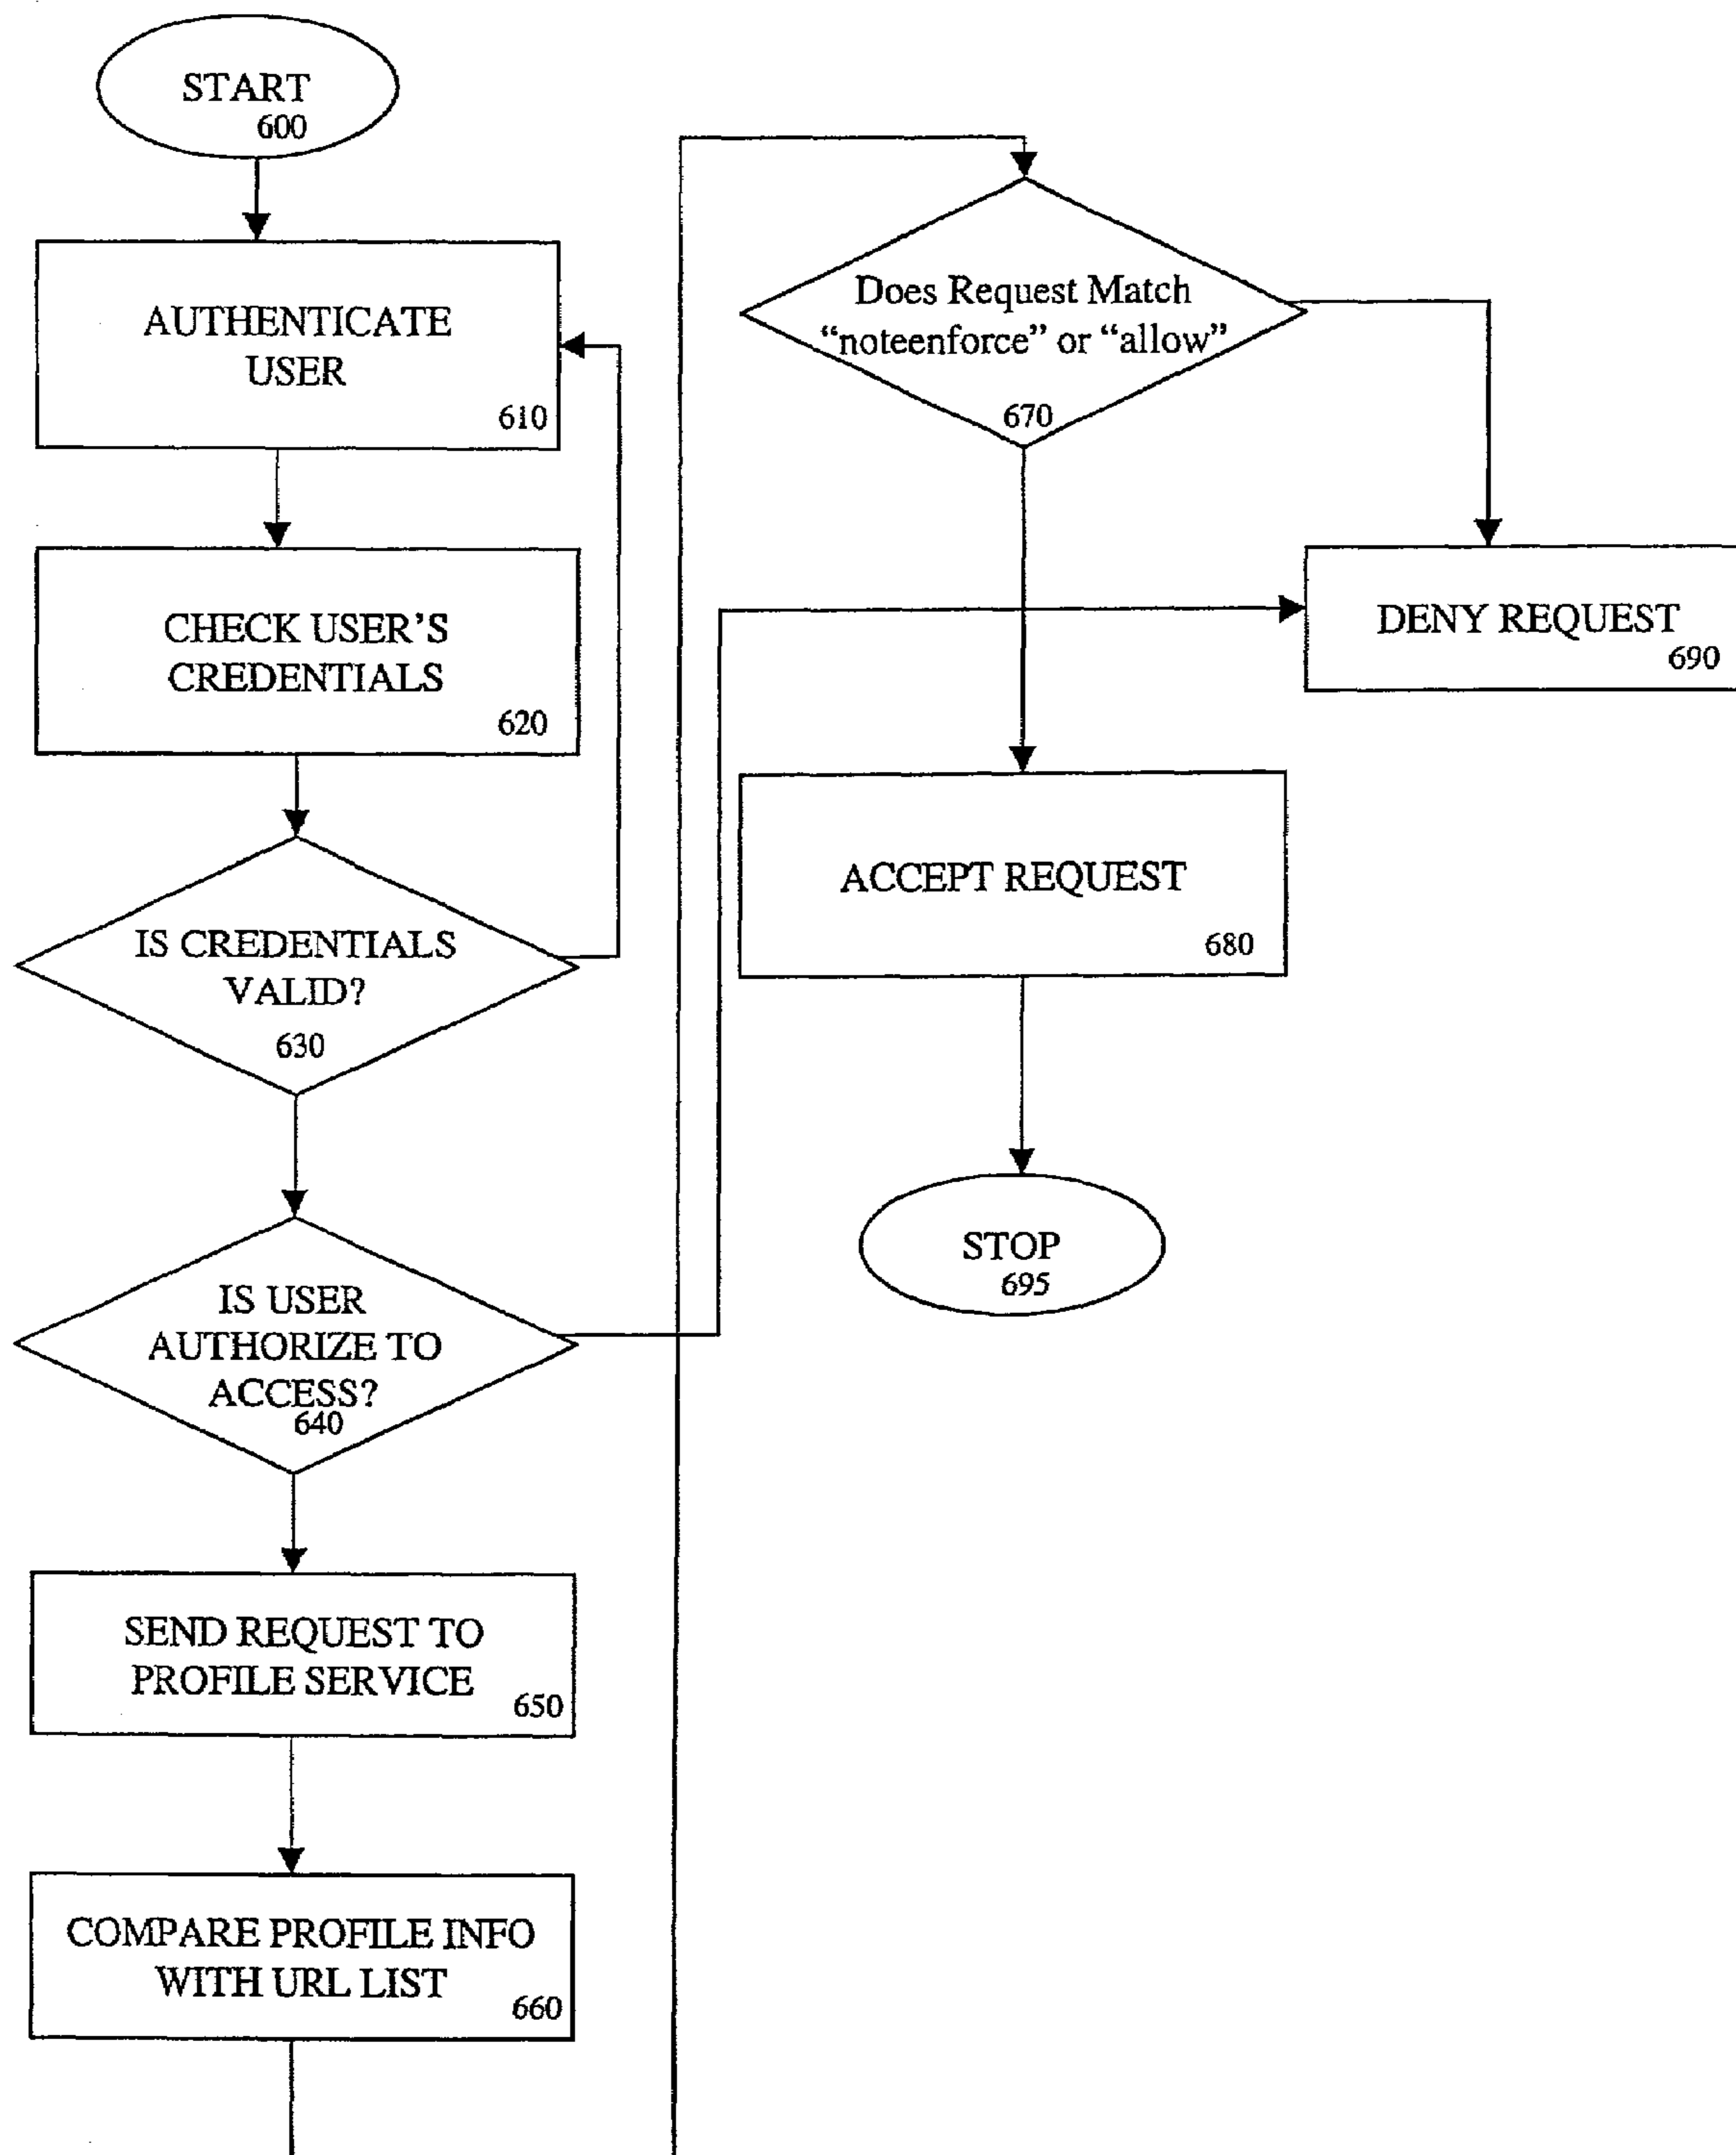 START
600
AUTHENTICATE
USER
610
CHECK USER'S
CREDENTIALS
620
IS CREDENTIALS
VALID?
630
IS USER
AUTHORIZE TO
ACCESS?
640
SEND REQUEST TO
PROFILE SERVICE
650
COMPARE PROFILE INFO
WITH URL LIST
660
Does Request Match
“noteenforce” or “allow”
670
DENY REQUEST
690
ACCEPT REQUEST
680
STOP
695